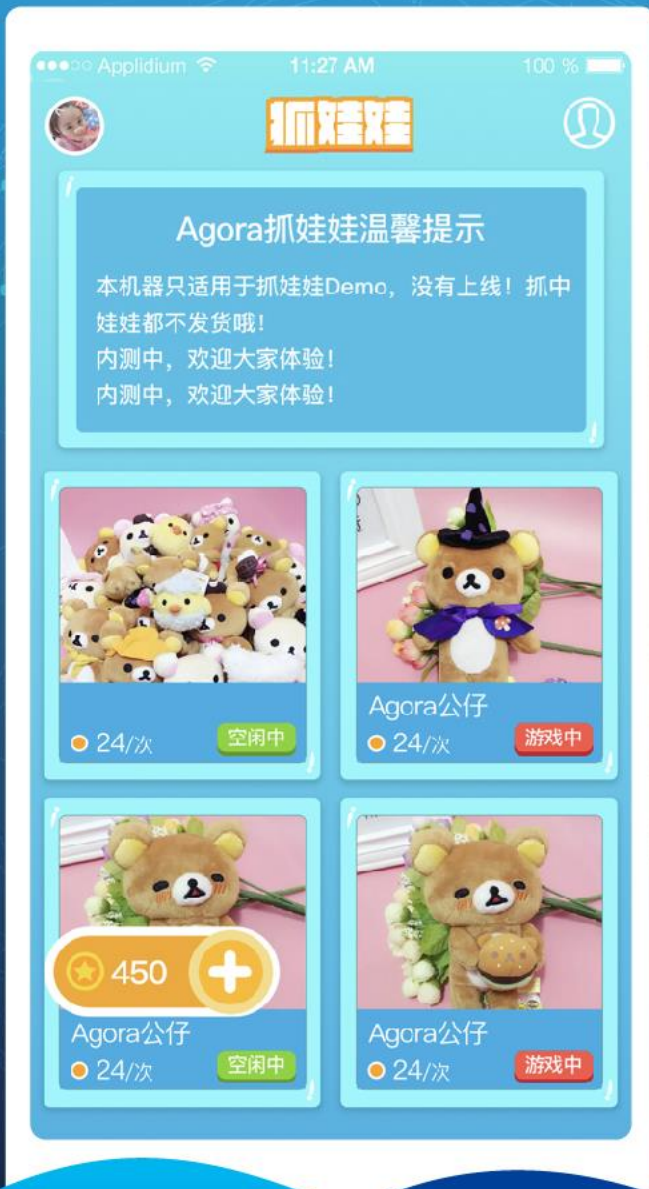 Applidium 11:27 AM 100 %
抓娃娃
Agora抓娃娃温馨提示
本机器只适用于抓娃娃Demo，没有上线！抓中
娃娃都不发货哦！
内测中，欢迎大家体验！
内测中，欢迎大家体验！
24/次 空闲中
Agora公仔
24/次 游戏中
450
Agora公仔
24/次 空闲中
Agora公仔
24/次 游戏中